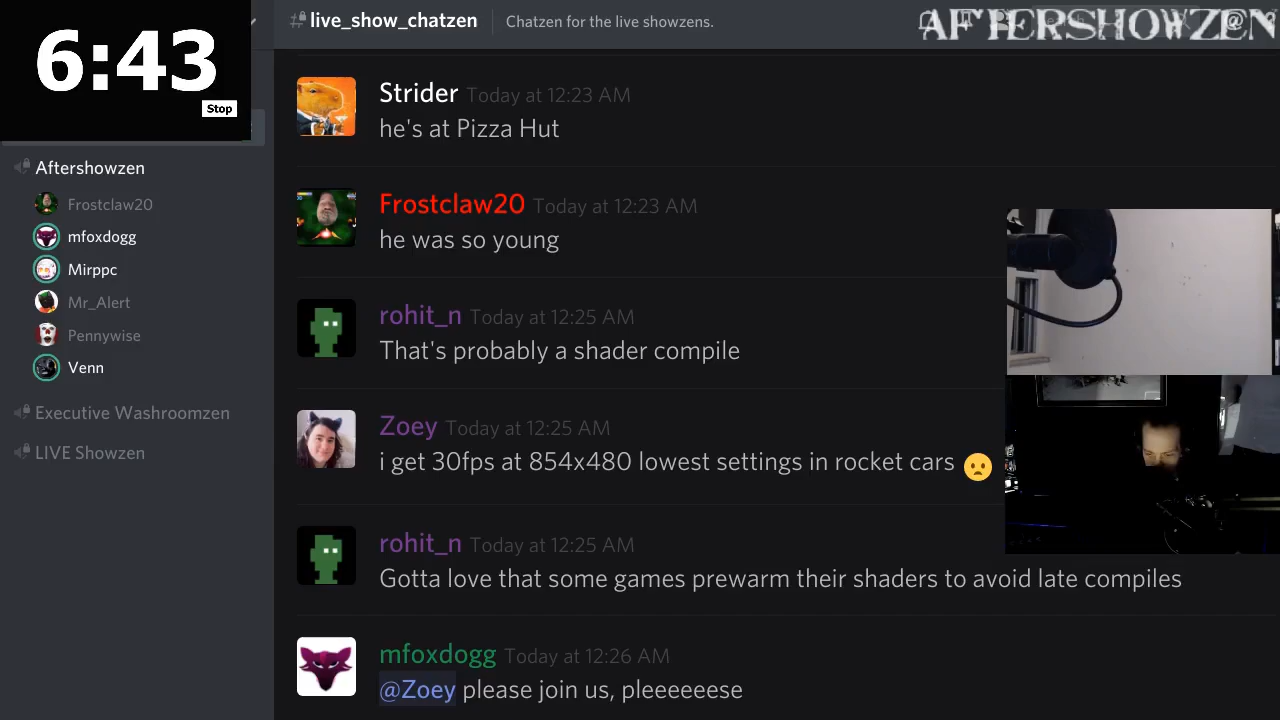 6:43
Stop
#live_show_chatzen
Chatzen for the live showzens.
AFTERSHOWZEN
Strider Today at 12:23 AM
he's at Pizza Hut
Frostclaw20 Today at 12:23 AM
he was so young
rohit_n Today at 12:25 AM
That's probably a shader compile
Zoey Today at 12:25 AM
i get 30fps at 854x480 lowest settings in rocket cars
rohit_n Today at 12:25 AM
Gotta love that some games prewarm their shaders to avoid late compiles
mfoxdogg Today at 12:26 AM
@Zoey please join us, pleeeeeese
Aftershowzen
Frostclaw20
mfoxdogg
Mirppc
Mr_Alert
Pennywise
Venn
Executive Washroomzen
LIVE Showzen